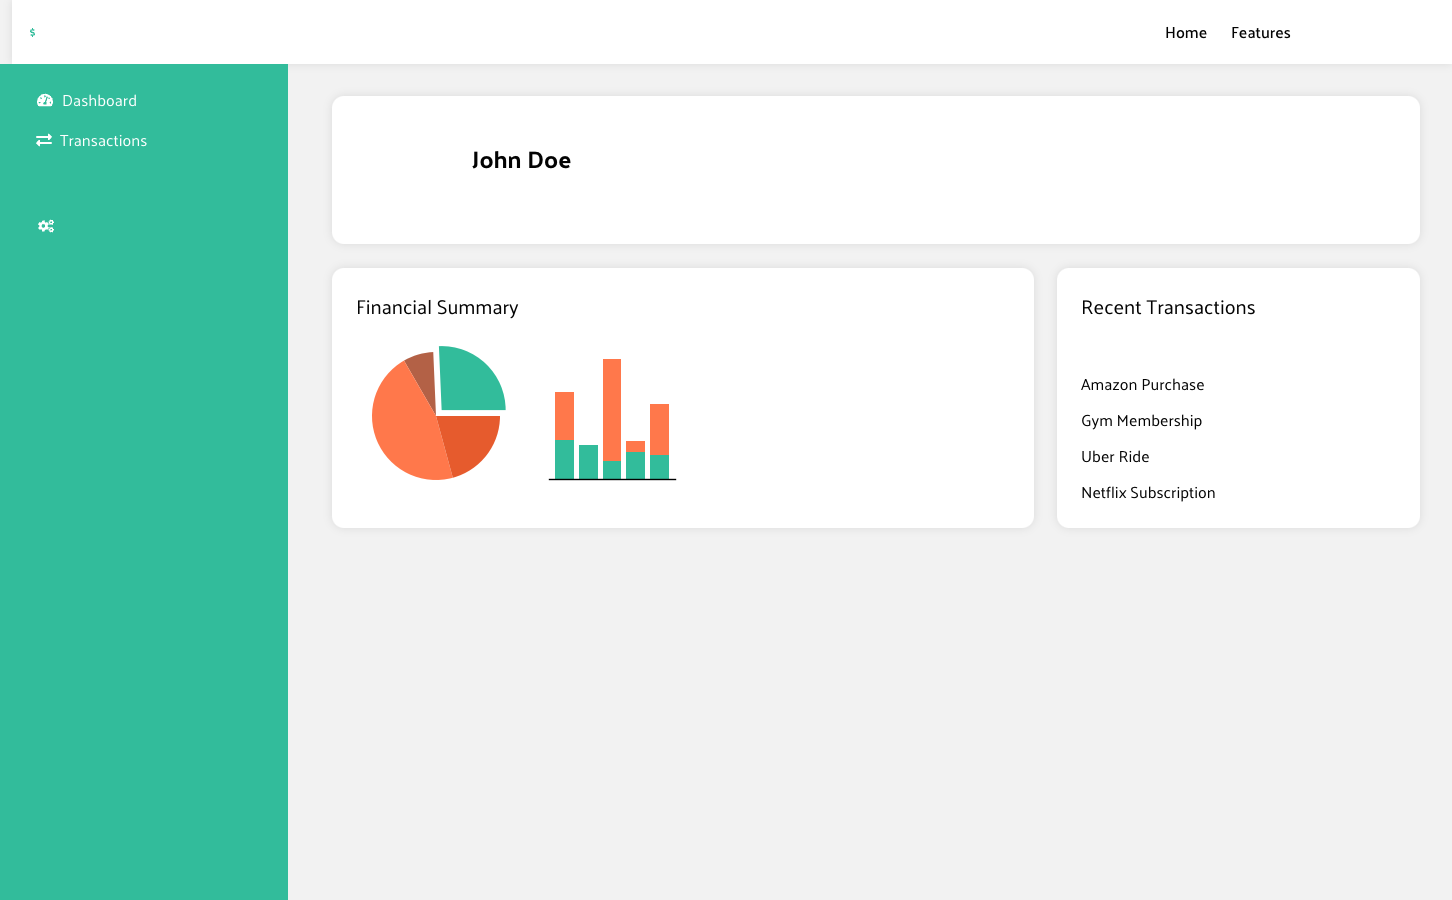 $
Home Features
Dashboard
Transactions
John Doe
Financial Summary
Recent Transactions
Amazon Purchase
Gym Membership
Uber Ride
Netflix Subscription